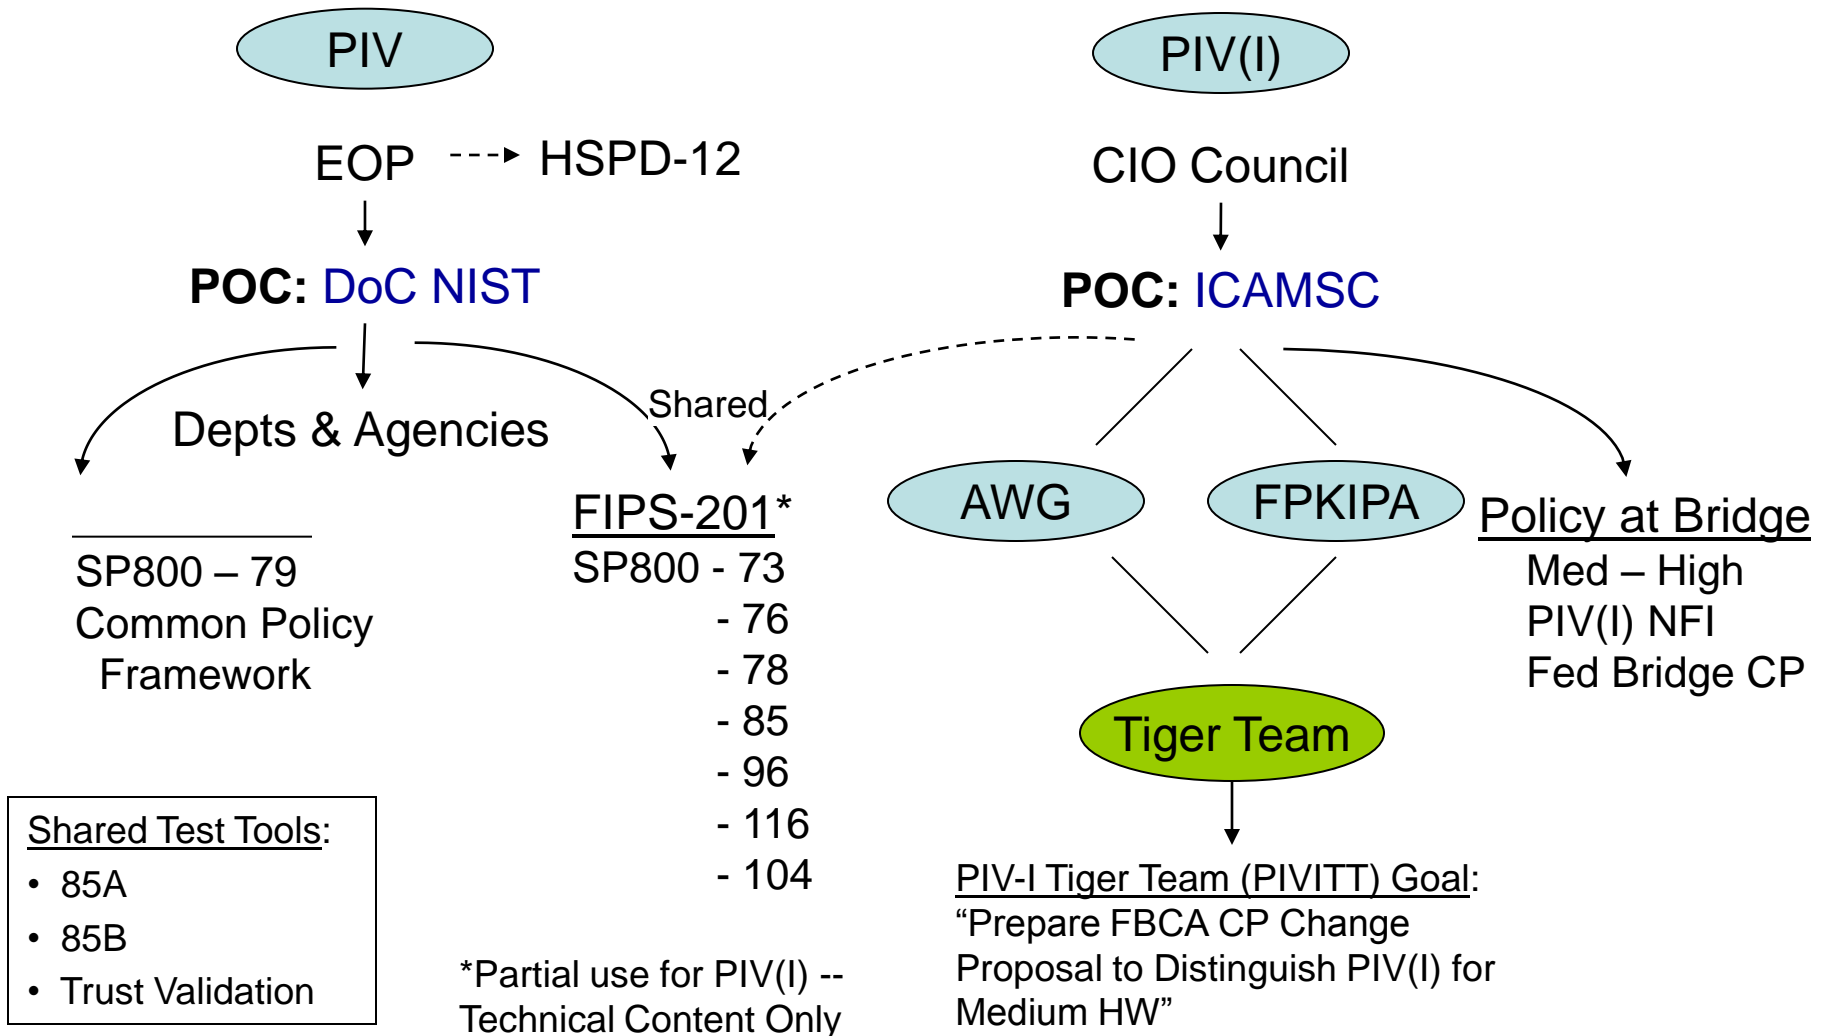 PIV
PIV(I)
EOP
HSPD-12
CIO Council
POC: DoC NIST
POC: ICAMSC
Shared
Depts & Agencies
SP800 – 79
Common Policy
Framework
FIPS-201*
SP800 - 73
- 76
- 78
- 85
- 96
- 116
- 104
AWG
FPKIPA
Policy at Bridge
Med – High
PIV(I) NFI
Fed Bridge CP
Tiger Team
Shared Test Tools:
• 85A
• 85B
• Trust Validation
*Partial use for PIV(I) --
Technical Content Only
PIV-I Tiger Team (PIVITT) Goal:
“Prepare FBCA CP Change
Proposal to Distinguish PIV(I) for
Medium HW”